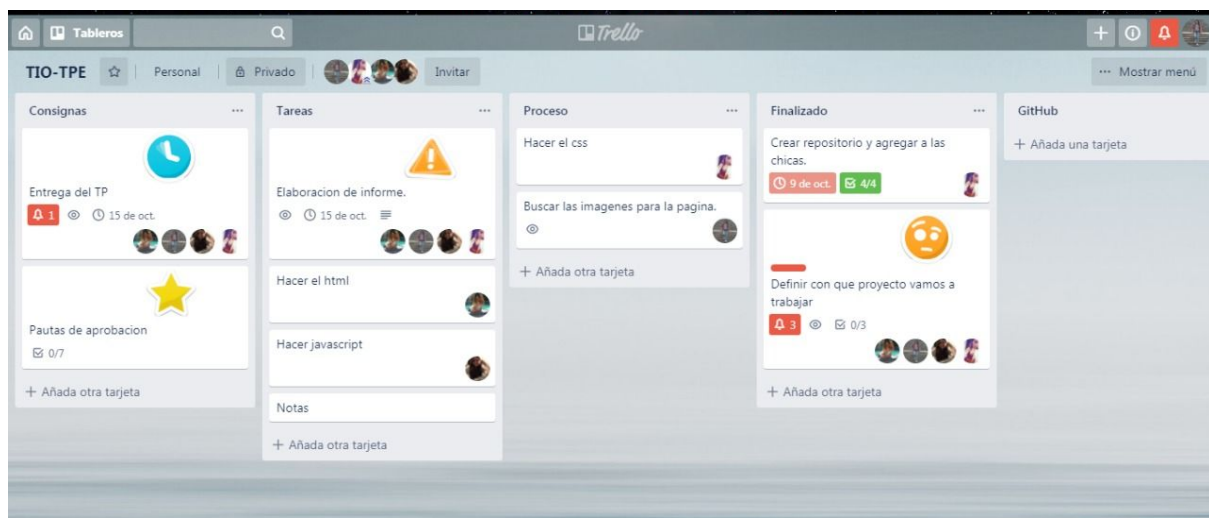 Tableros
Trello
TIO-TPE
Personal
Privado
Invitar
... Mostrar menú
Consignas
Entrega del TP
1
15 de oct.
Pautas de aprobacion
0/7
+ Añada otra tarjeta
Tareas
Elaboracion de informe.
15 de oct.
Hacer el html
Hacer javascript
Notas
+ Añada otra tarjeta
Proceso
Hacer el css
Buscar las imagenes para la pagina.
+ Añada otra tarjeta
Finalizado
Crear repositorio y agregar a las
chicas.
9 de oct. 4/4
Definir con que proyecto vamos a
trabajar
3 0/3
+ Añada otra tarjeta
GitHub
+ Añada una tarjeta